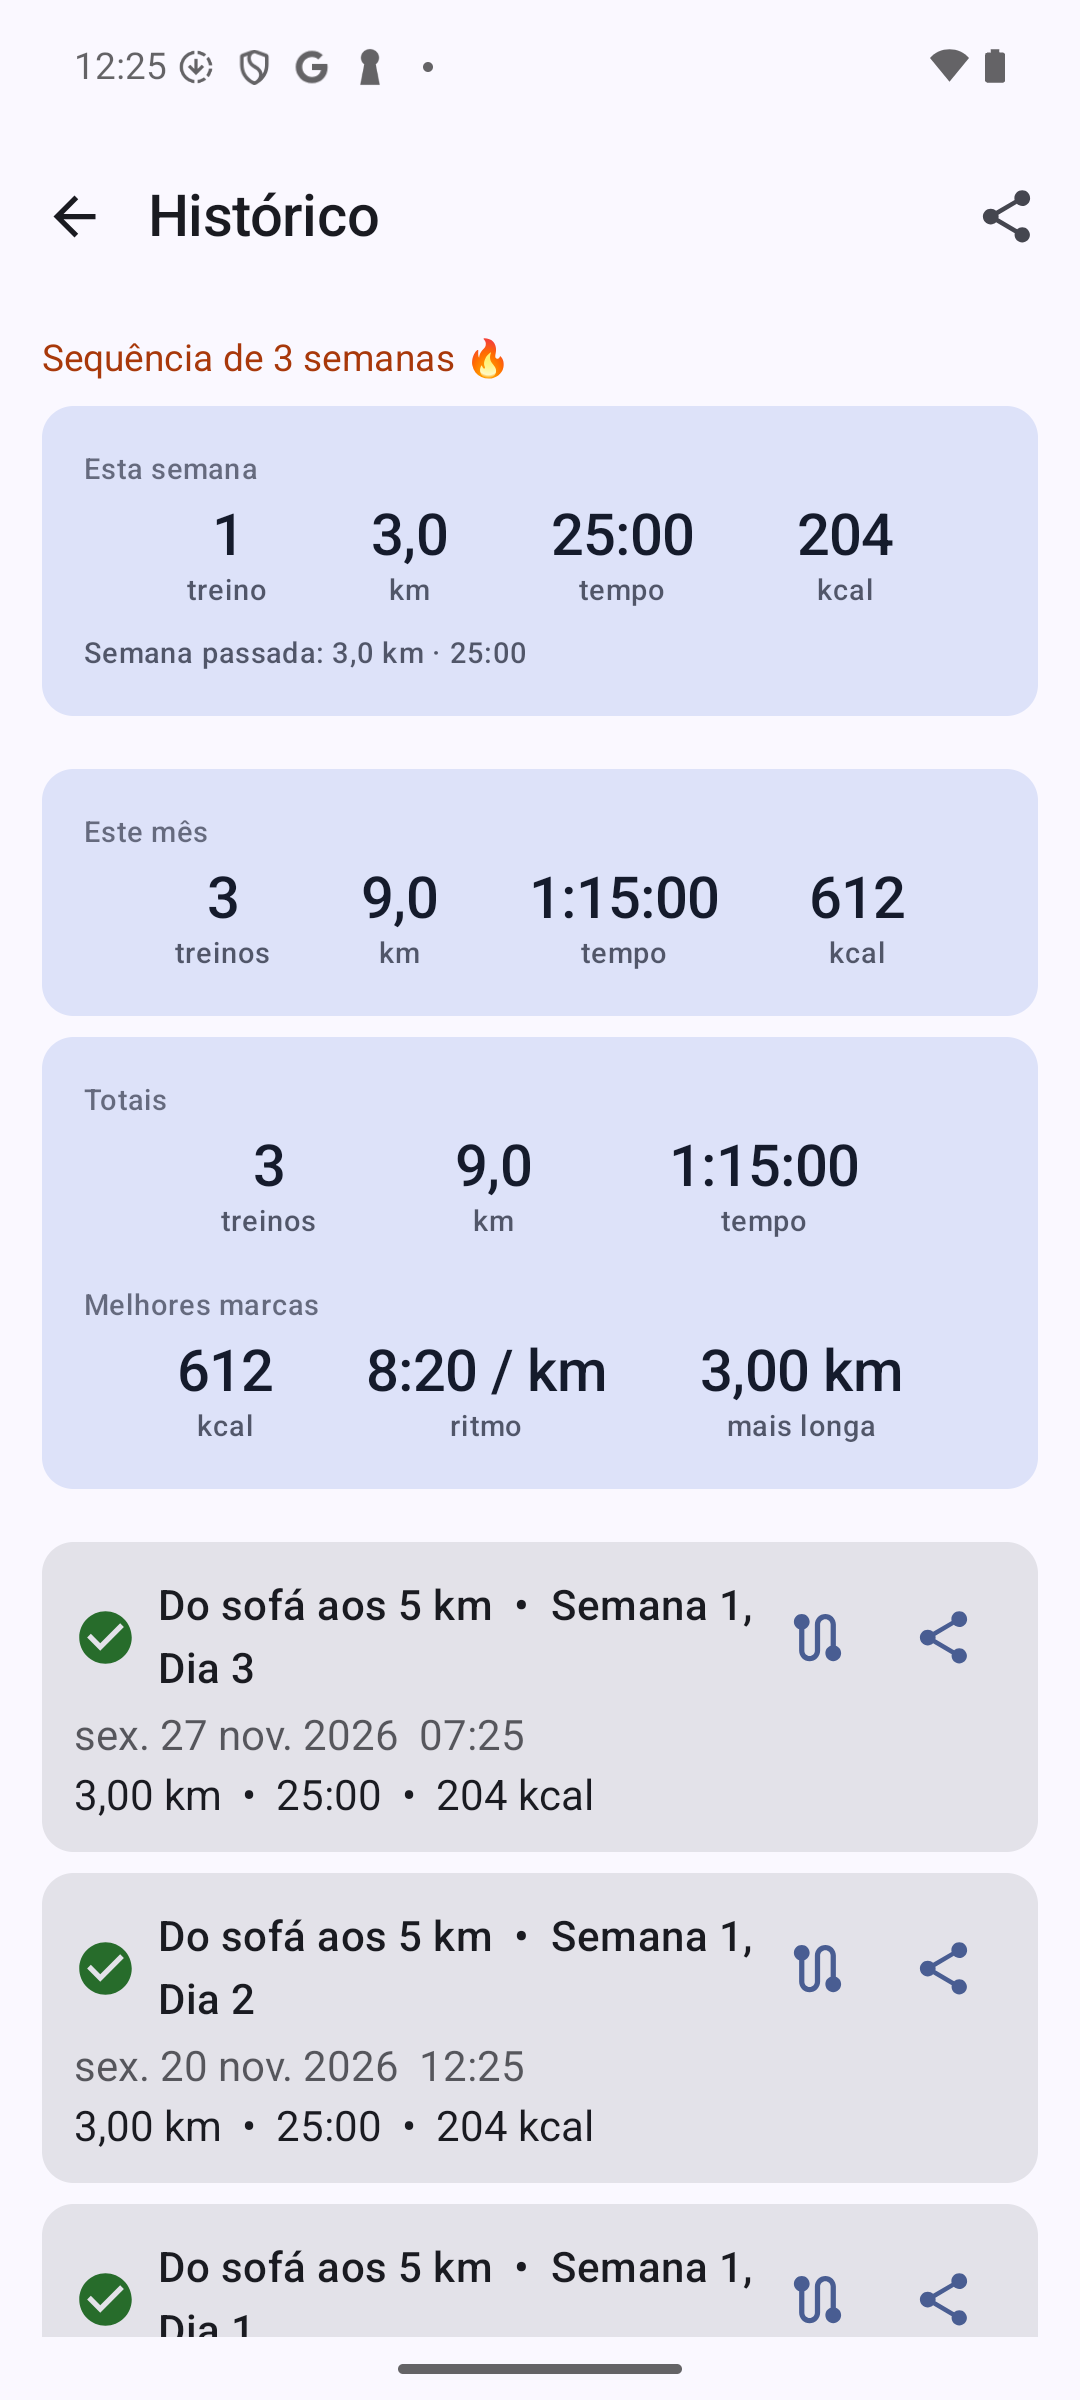 12:25
Histórico
Sequência de 3 semanas 🔥
Esta semana
1 3,0 25:00 204
treino km tempo kcal
Semana passada: 3,0 km · 25:00
Este mês
3 9,0 1:15:00 612
treinos km tempo kcal
Totais
3 9,0 1:15:00
treinos km tempo
Melhores marcas
612 8:20 / km 3,00 km
kcal ritmo mais longa
Do sofá aos 5 km • Semana 1,
Dia 3
sex. 27 nov. 2026 07:25
3,00 km • 25:00 • 204 kcal
Do sofá aos 5 km • Semana 1,
Dia 2
sex. 20 nov. 2026 12:25
3,00 km • 25:00 • 204 kcal
Do sofá aos 5 km • Semana 1,
Dia 1